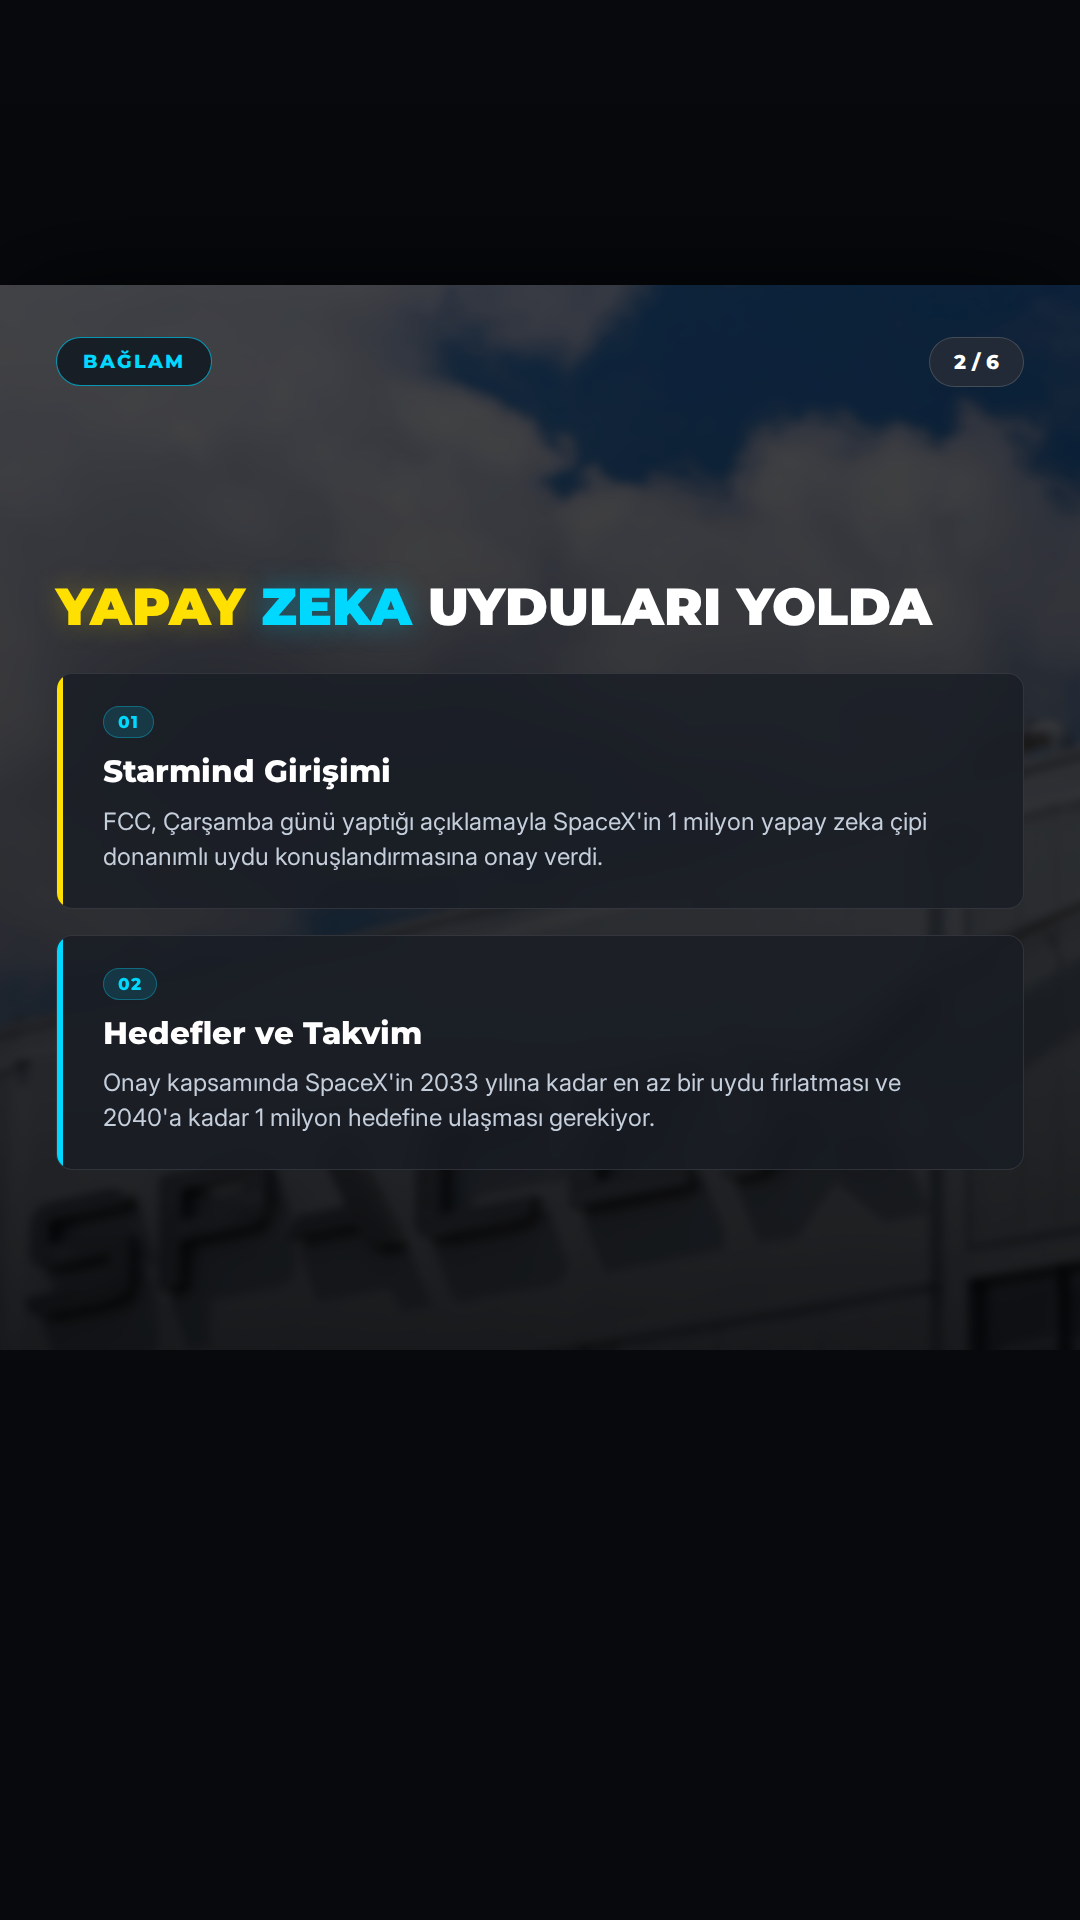 BAĞLAM
2 / 6
YAPAY ZEKA UYDULARI YOLDA
01
Starmind Girişimi
FCC, Çarşamba günü yaptığı açıklamayla SpaceX'in 1 milyon yapay zeka çipi
donanımlı uydu konuşlandırmasına onay verdi.
02
Hedefler ve Takvim
Onay kapsamında SpaceX'in 2033 yılına kadar en az bir uydu fırlatması ve
2040'a kadar 1 milyon hedefine ulaşması gerekiyor.
SPACEX